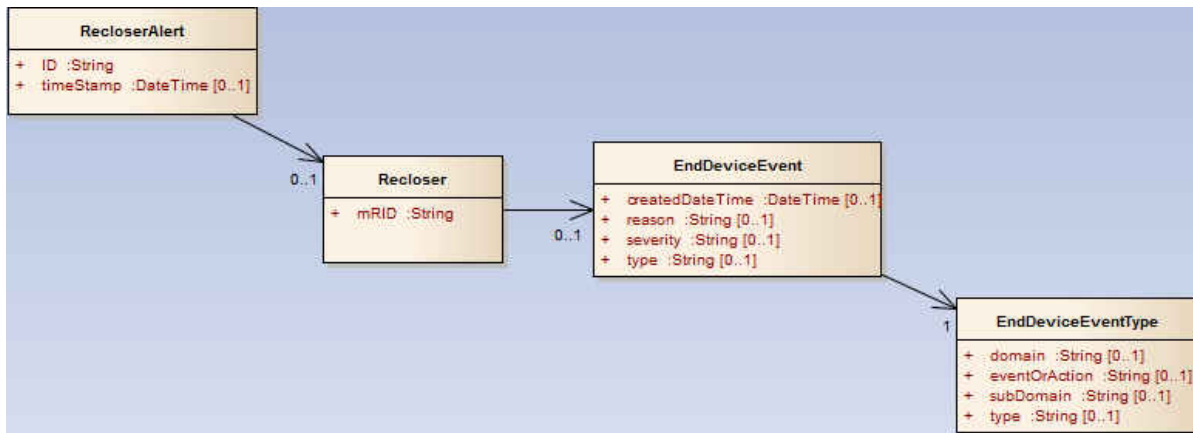 RecloserAlert
+ ID :String
+ timeStamp :DateTime [0..1]
0..1
Recloser
+ mRID :String
0..1
EndDeviceEvent
+ createdDateTime :DateTime [0..1]
+ reason :String [0..1]
+ severity :String [0..1]
+ type :String [0..1]
1
EndDeviceEventType
+ domain :String [0..1]
+ eventOrAction :String [0..1]
+ subDomain :String [0..1]
+ type :String [0..1]